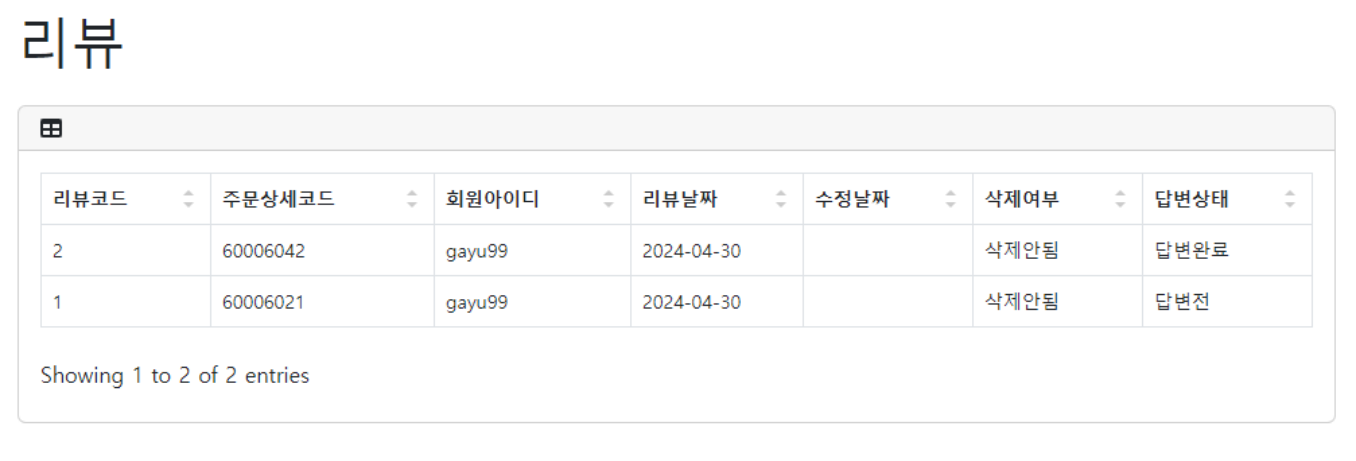 리뷰
리뷰코드 주문상세코드 회원아이디 리뷰날짜 수정날짜 삭제여부 답변상태
2 60006042 gayu99 2024-04-30 삭제안됨 답변완료
1 60006021 gayu99 2024-04-30 삭제안됨 답변전
Showing 1 to 2 of 2 entries